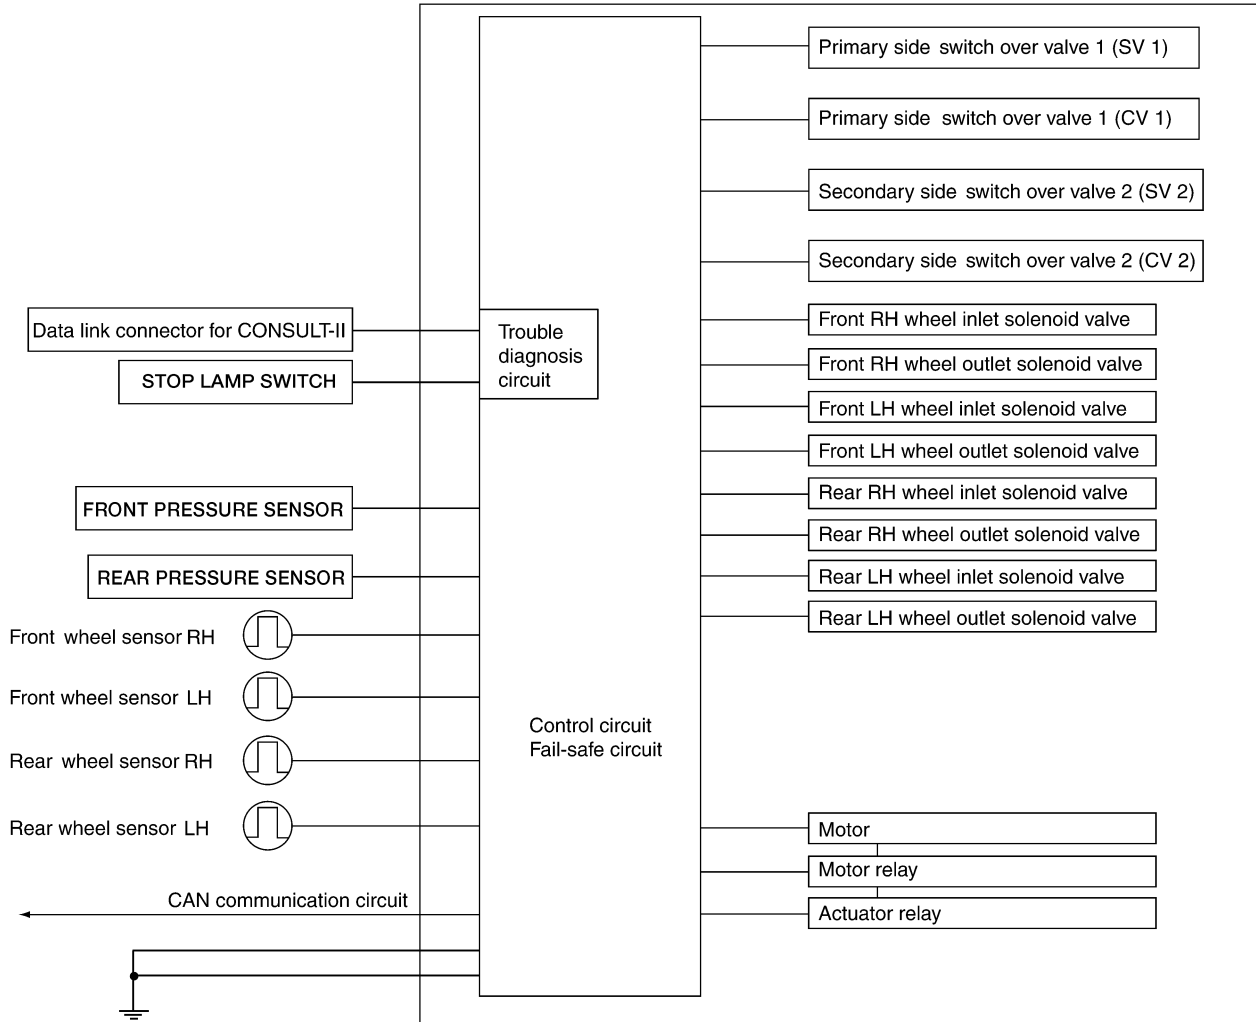 Primary side switch over valve 1 (SV 1)
Primary side switch over valve 1 (CV 1)
Secondary side switch over valve 2 (SV 2)
Secondary side switch over valve 2 (CV 2)
Data link connector for CONSULT-II
STOP LAMP SWITCH
Trouble
diagnosis
circuit
Front RH wheel inlet solenoid valve
Front RH wheel outlet solenoid valve
Front LH wheel inlet solenoid valve
Front LH wheel outlet solenoid valve
Rear RH wheel inlet solenoid valve
Rear RH wheel outlet solenoid valve
Rear LH wheel inlet solenoid valve
Rear LH wheel outlet solenoid valve
FRONT PRESSURE SENSOR
REAR PRESSURE SENSOR
Front wheel sensor RH
Front wheel sensor LH
Rear wheel sensor RH
Rear wheel sensor LH
Control circuit
Fail-safe circuit
Motor
Motor relay
Actuator relay
CAN communication circuit